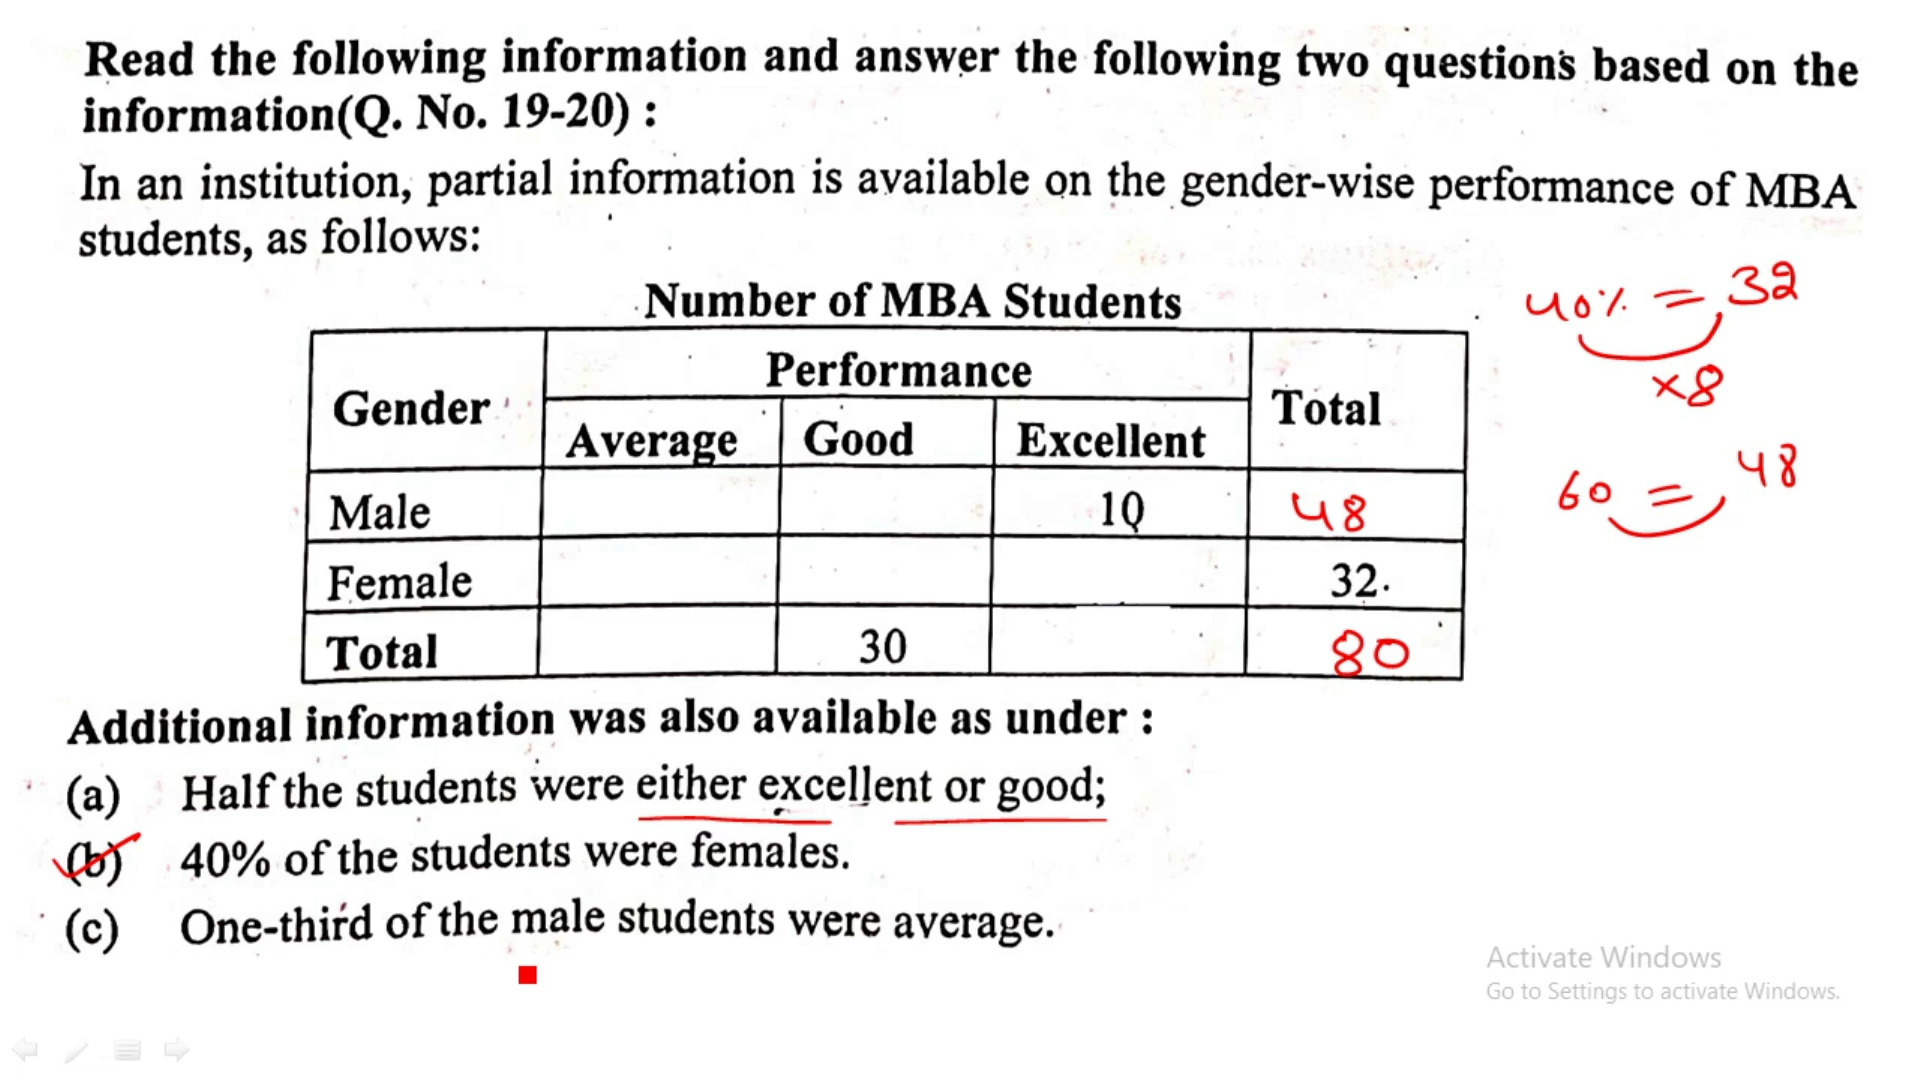 Read the following information and answer the following two questions based on the
information(Q. No. 19-20) :
In an institution, partial information is available on the gender-wise performance of MBA
students, as follows:
Number of MBA Students
40% = 32
×8
60 = 48
Gender Performance Total
Average Good Excellent
Male 10 48
Female 32.
Total 30 80
Additional information was also available as under :
(a) Half the students were either excellent or good;
(b) 40% of the students were females.
(c) One-third of the male students were average.
Activate Windows
Go to Settings to activate Windows.